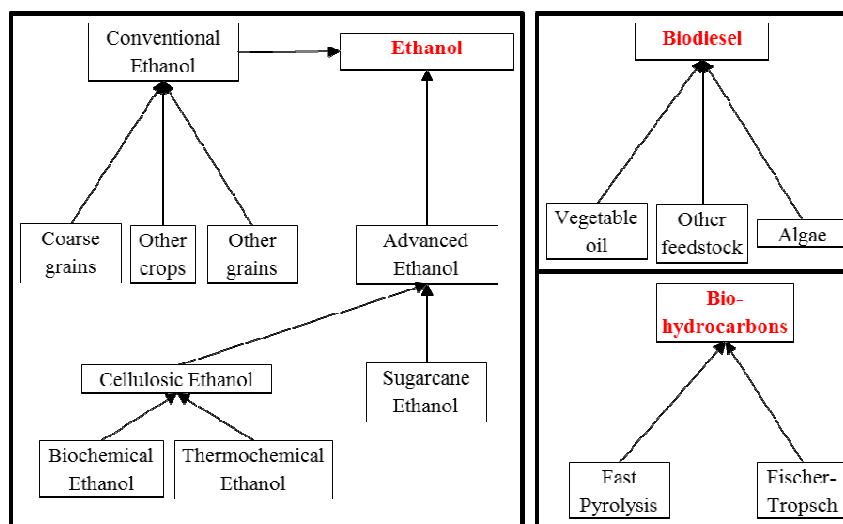 Conventional
Ethanol
Ethanol
Coarse
grains
Other
crops
Other
grains
Advanced
Ethanol
Cellulosic Ethanol
Sugarcane
Ethanol
Biochemical
Ethanol
Thermochemical
Ethanol
Biodiesel
Vegetable
oil
Other
feedstock
Algae
Bio-
hydrocarbons
Fast
Pyrolysis
Fischer-
Tropsch